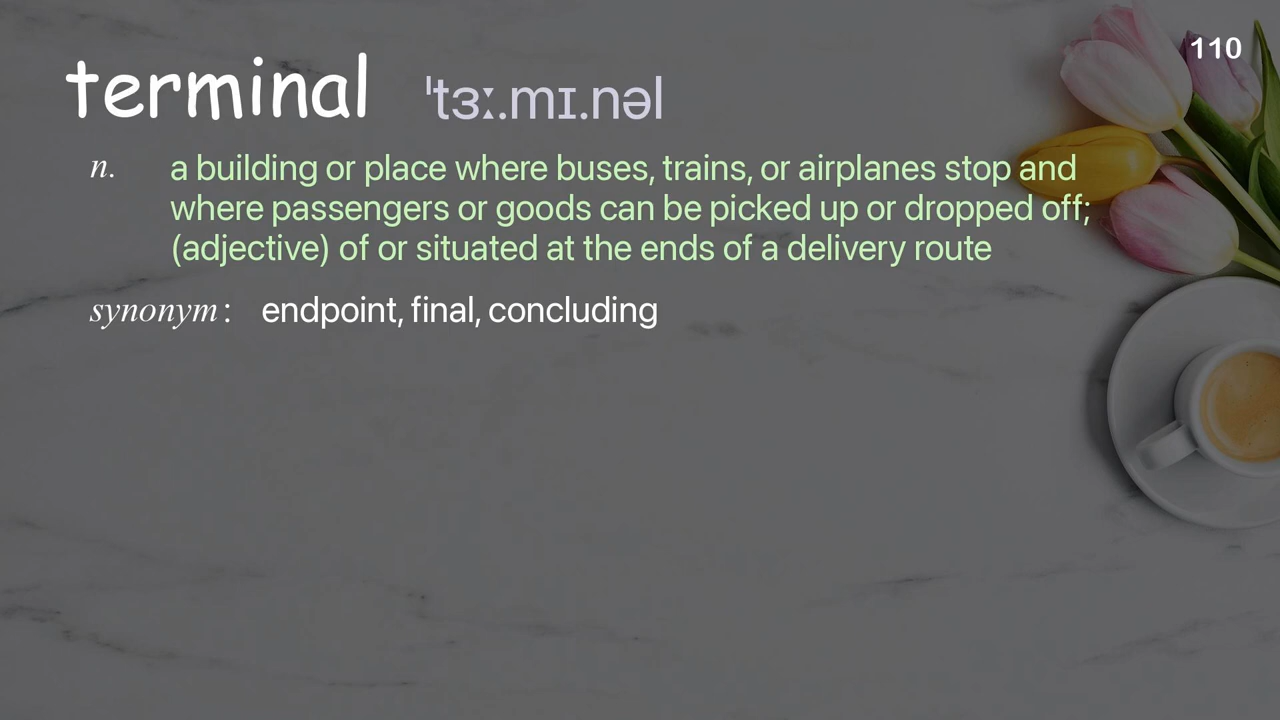 110
terminal ˈtɜː.mɪ.nəl
n. a building or place where buses, trains, or airplanes stop and
where passengers or goods can be picked up or dropped off;
(adjective) of or situated at the ends of a delivery route
synonym: endpoint, final, concluding